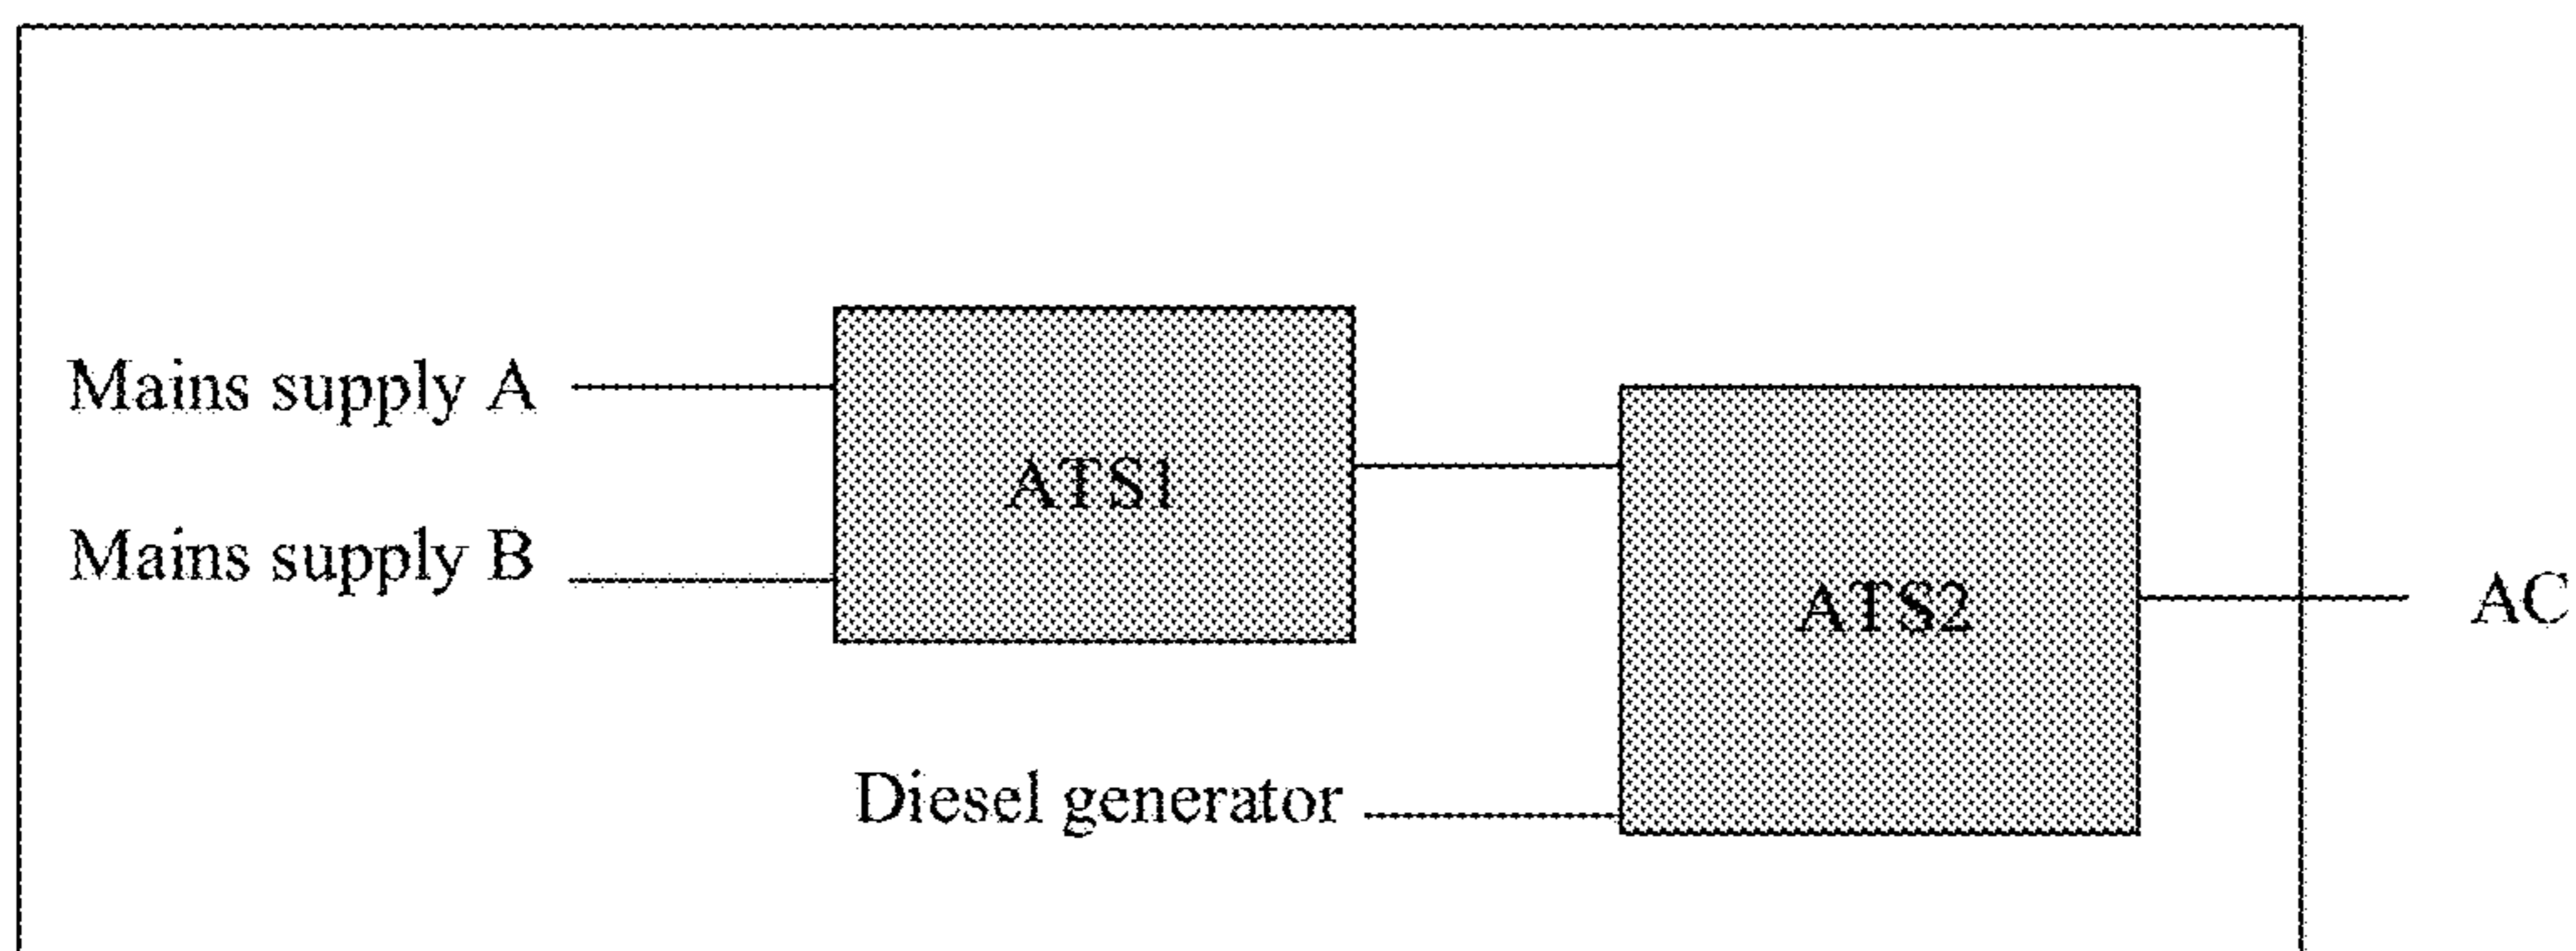 Mains supply A
ATS1
Mains supply B
ATS2
AC
Diesel generator